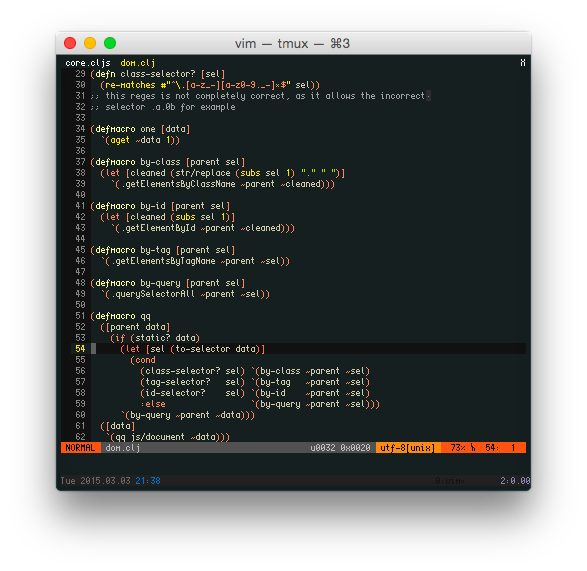 vim — tmux — ⌘3
core.cljs dom.clj X
29 (defn class-selector? [sel]
30   (re-matches #"^\.[a-z_-][a-z0-9._-]*$" sel))
31 ;; this reges is not completely correct, as it allows the incorrect
32 ;; selector .a.0b for example
33
34 (defmacro one [data]
35   `(aget ~data 1))
36
37 (defmacro by-class [parent sel]
38   (let [cleaned (str/replace (subs sel 1) "." " ")]
39     `(.getElementsByClassName ~parent ~cleaned)))
40
41 (defmacro by-id [parent sel]
42   (let [cleaned (subs sel 1)]
43     `(.getElementById ~parent ~cleaned)))
44
45 (defmacro by-tag [parent sel]
46   `(.getElementsByTagName ~parent ~sel))
47
48 (defmacro by-query [parent sel]
49   `(.querySelectorAll ~parent ~sel))
50
51 (defmacro qq
52   ([parent data]
53     (if (static? data)
54       (let [sel (to-selector data)]
55         (cond
56           (class-selector? sel) `(by-class ~parent ~sel)
57           (tag-selector?   sel) `(by-tag   ~parent ~sel)
58           (id-selector?    sel) `(by-id    ~parent ~sel)
59           :else                 `(by-query ~parent ~sel)))
60       `(by-query ~parent ~data)))
61   ([data]
62     `(qq js/document ~data)))
NORMAL dom.clj u0032 0x0020 utf-8[unix] 73% 54: 1
Tue 2015.03.03 21:38 0:vim* 2:0.00